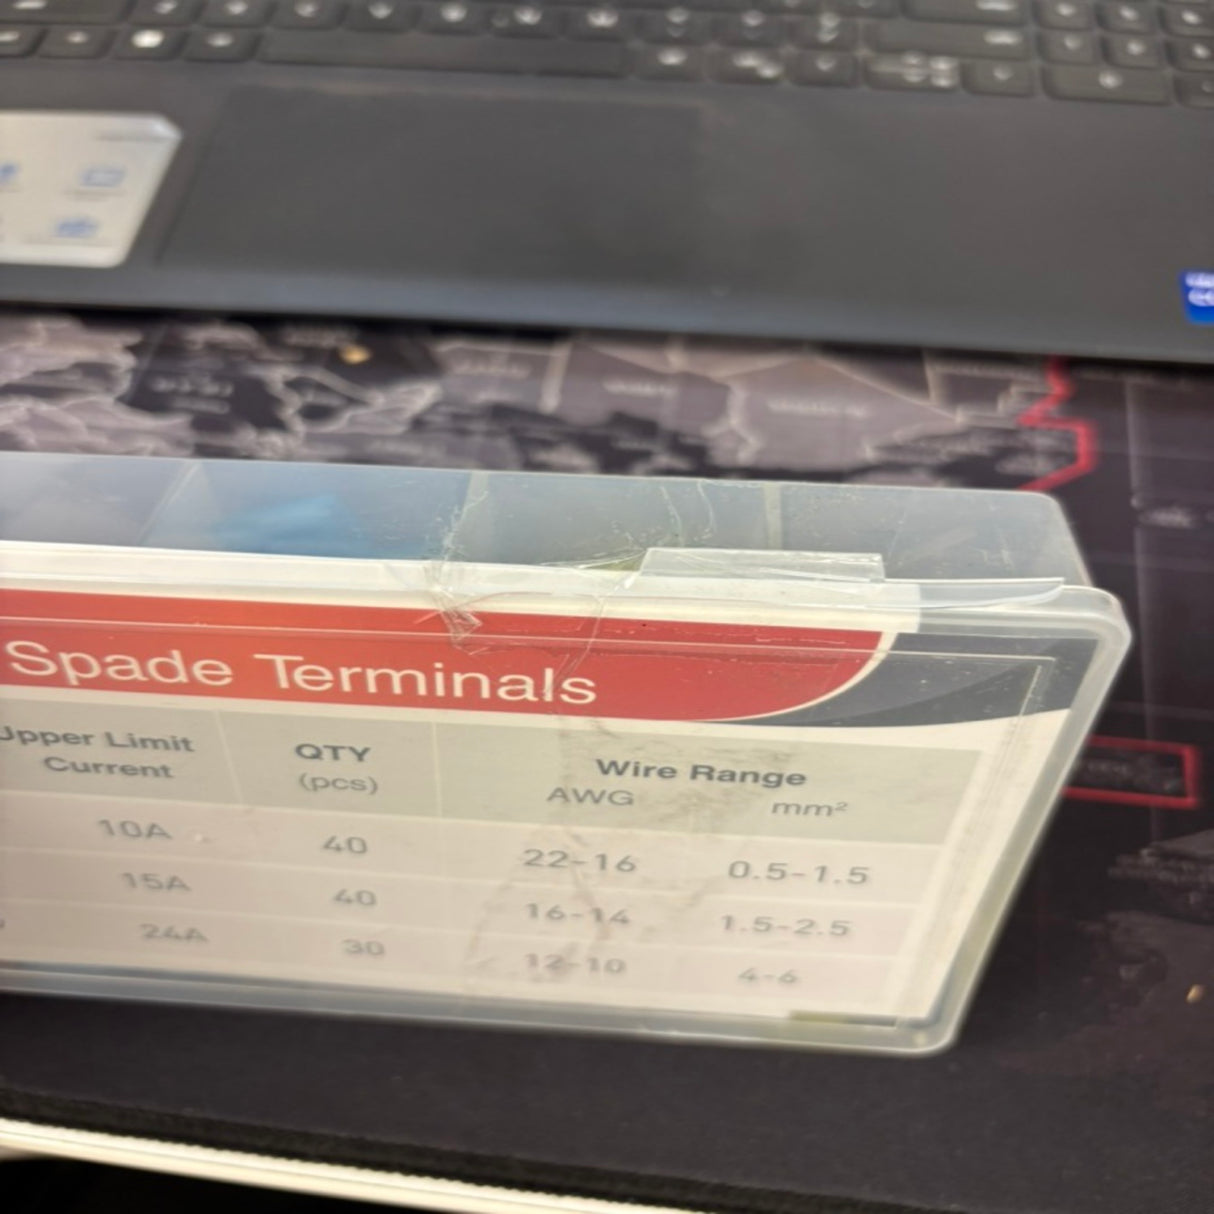 Spade Terminals
Upper Limit Current
QTY (pcs)
Wire Range
AWG mm²
10A 40 22-16 0.5-1.5
15A 40 16-14 1.5-2.5
24A 30 12-10 4-6